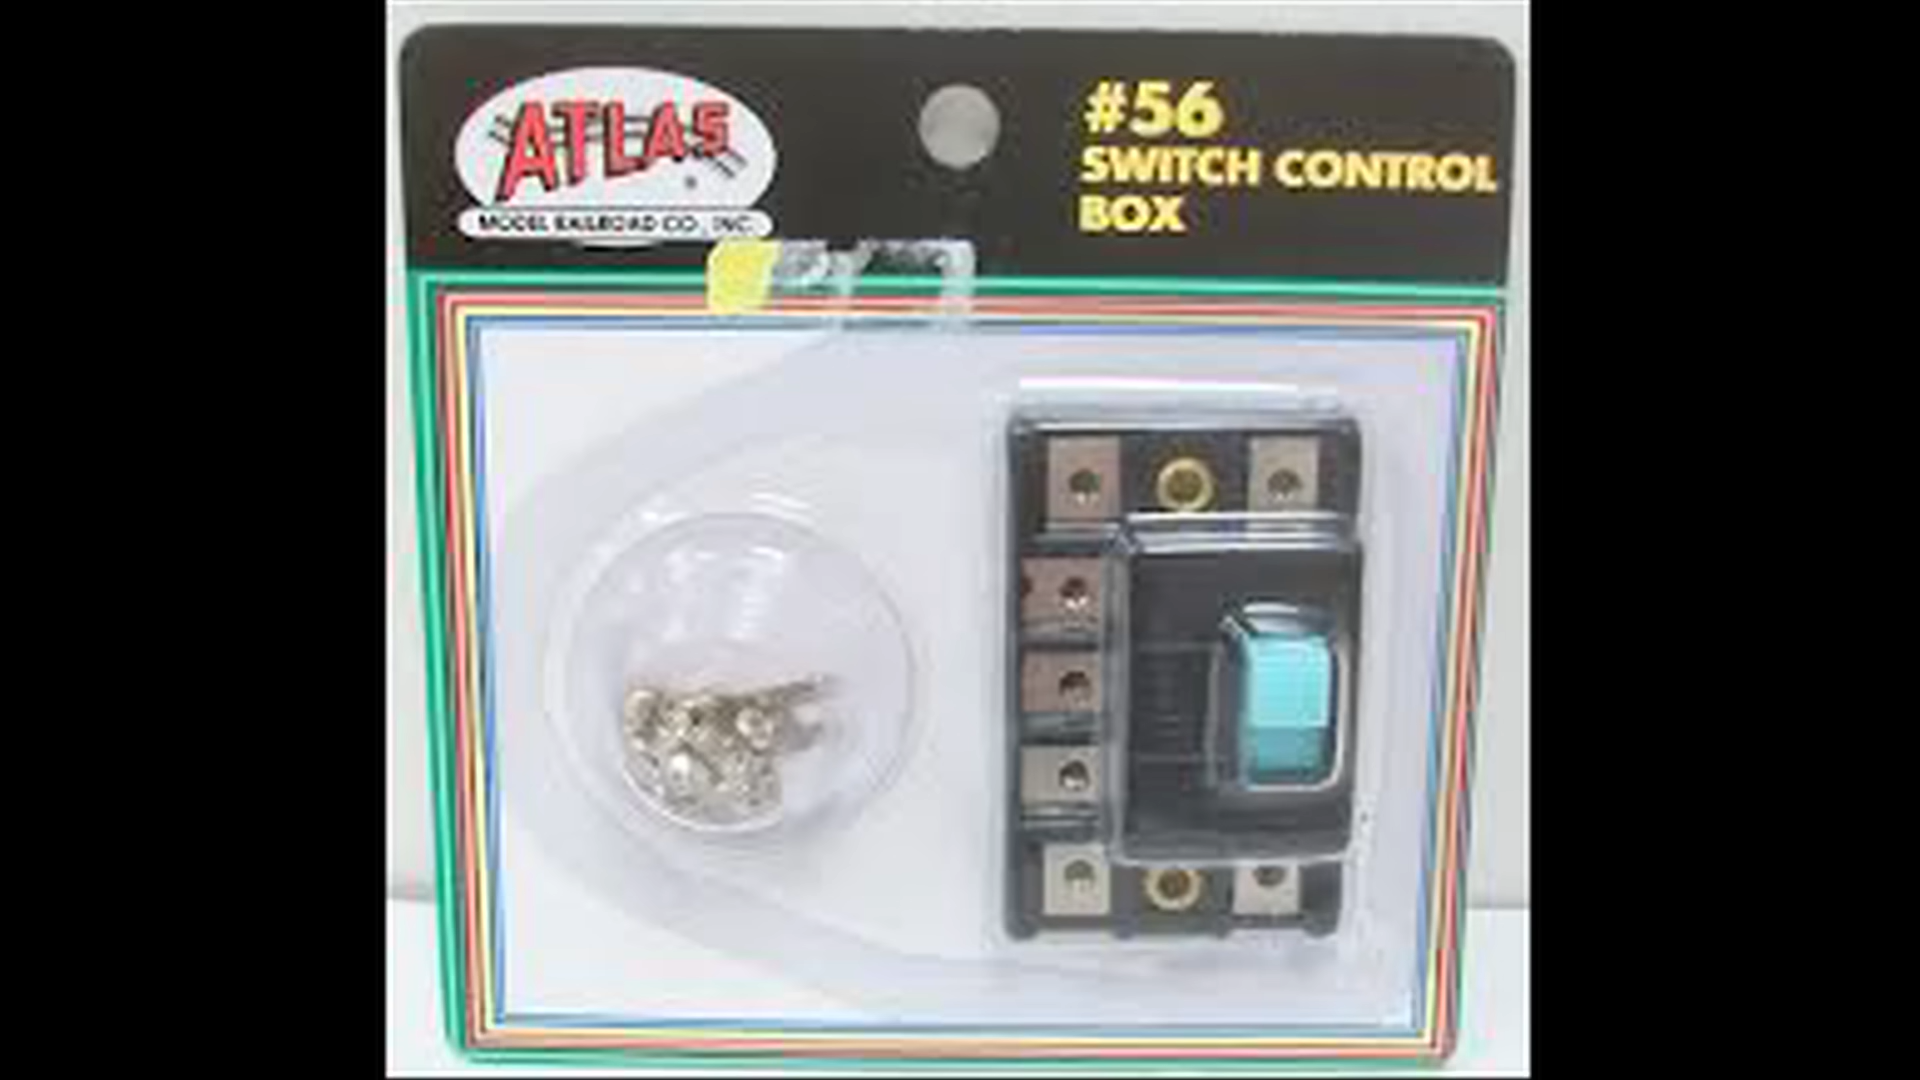 ATLAS
®
MODEL RAILROAD CO., INC.
#56
SWITCH CONTROL
BOX